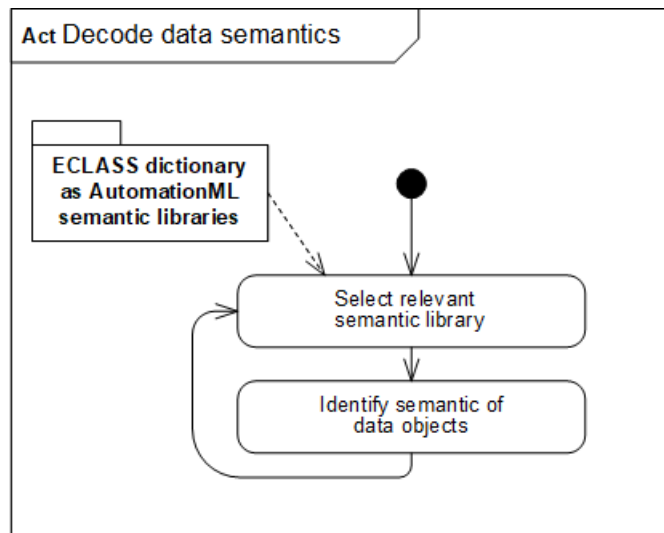 Act Decode data semantics
ECLASS dictionary
as AutomationML
semantic libraries
Select relevant
semantic library
Identify semantic of
data objects